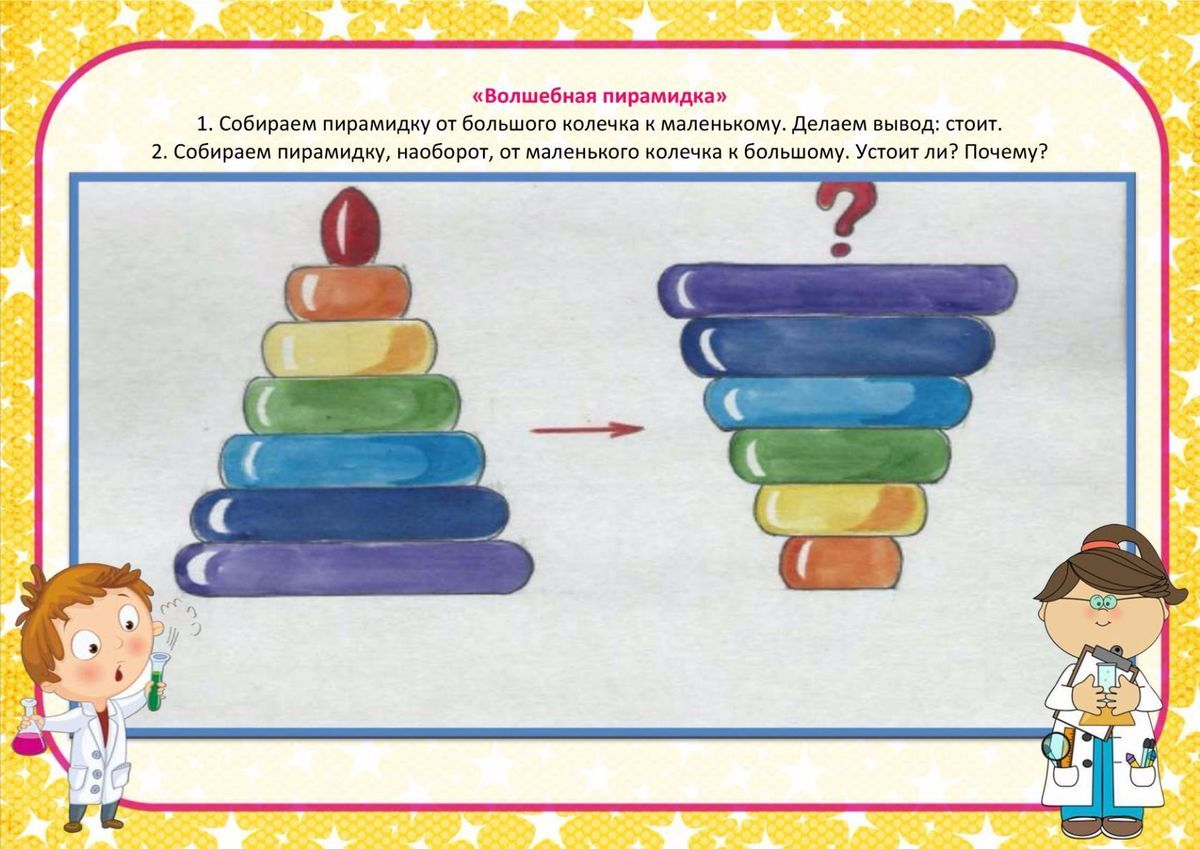 «Волшебная пирамидка»
1. Собираем пирамидку от большого колечка к маленькому. Делаем вывод: стоит.
2. Собираем пирамидку, наоборот, от маленького колечка к большому. Устоит ли? Почему?
?